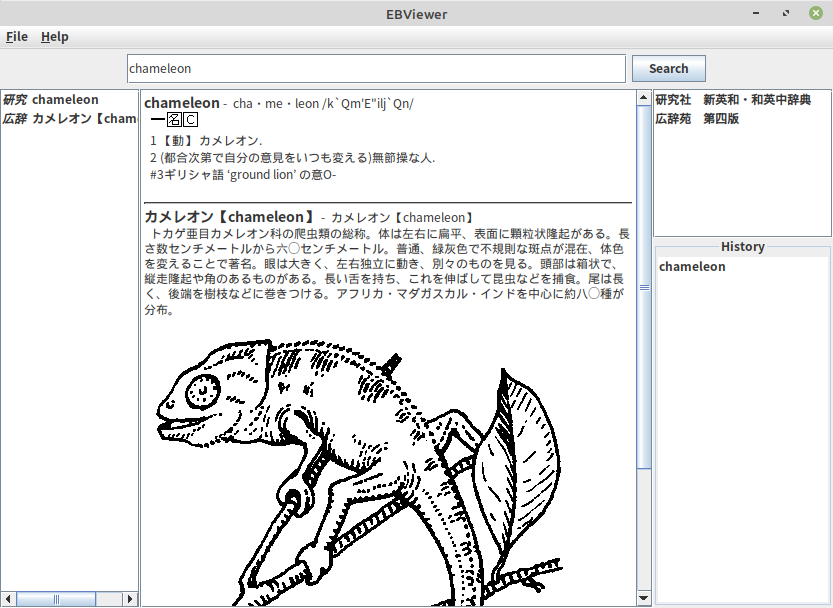 EBViewer
File Help
chameleon Search
研究 chameleon
広辞 カメレオン【cham
chameleon - cha・me・leon /k`Qm'E"ilj`Qn/
━名C
1【動】カメレオン.
2 (都合次第で自分の意見をいつも変える)無節操な人.
#3ギリシャ語 ‘ground lion’ の意O-
カメレオン【chameleon】- カメレオン【chameleon】
トカゲ亜目カメレオン科の爬虫類の総称。体は左右に扁平、表面に顆粒状隆起がある。長
さ数センチメートルから六〇センチメートル。普通、緑灰色で不規則な斑点が混在、体色
を変えることで著名。眼は大きく、左右独立に動き、別々のものを見る。頭部は箱状で、
縦走隆起や角のあるものがある。長い舌を持ち、これを伸ばして昆虫などを捕食。尾は長
く、後端を樹枝などに巻きつける。アフリカ・マダガスカル・インドを中心に約八〇種が
分布。
研究社 新英和・和英中辞典
広辞苑 第四版
History
chameleon